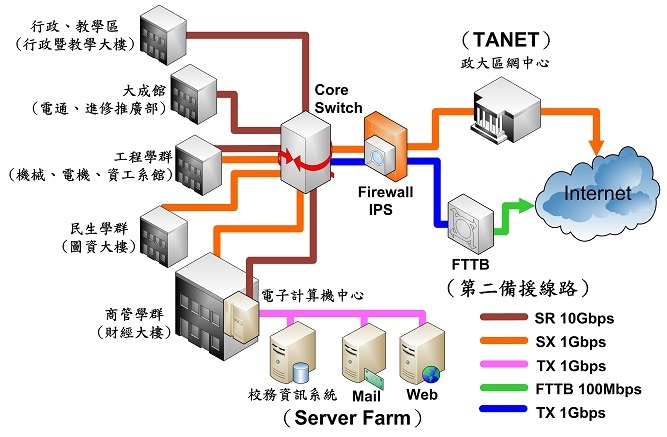 行政、教學區
(行政暨教學大樓)
大成館
(電通、進修推廣部)
工程學群
(機械、電機、資工系館)
民生學群
(圖資大樓)
商管學群
(財經大樓)
Core
Switch
Firewall
IPS
(TANET)
政大區網中心
Internet
FTTB
(第二備援線路)
電子計算機中心
校務資訊系統
Mail
Web
(Server Farm)
SR 10Gbps
SX 1Gbps
TX 1Gbps
FTTB 100Mbps
TX 1Gbps